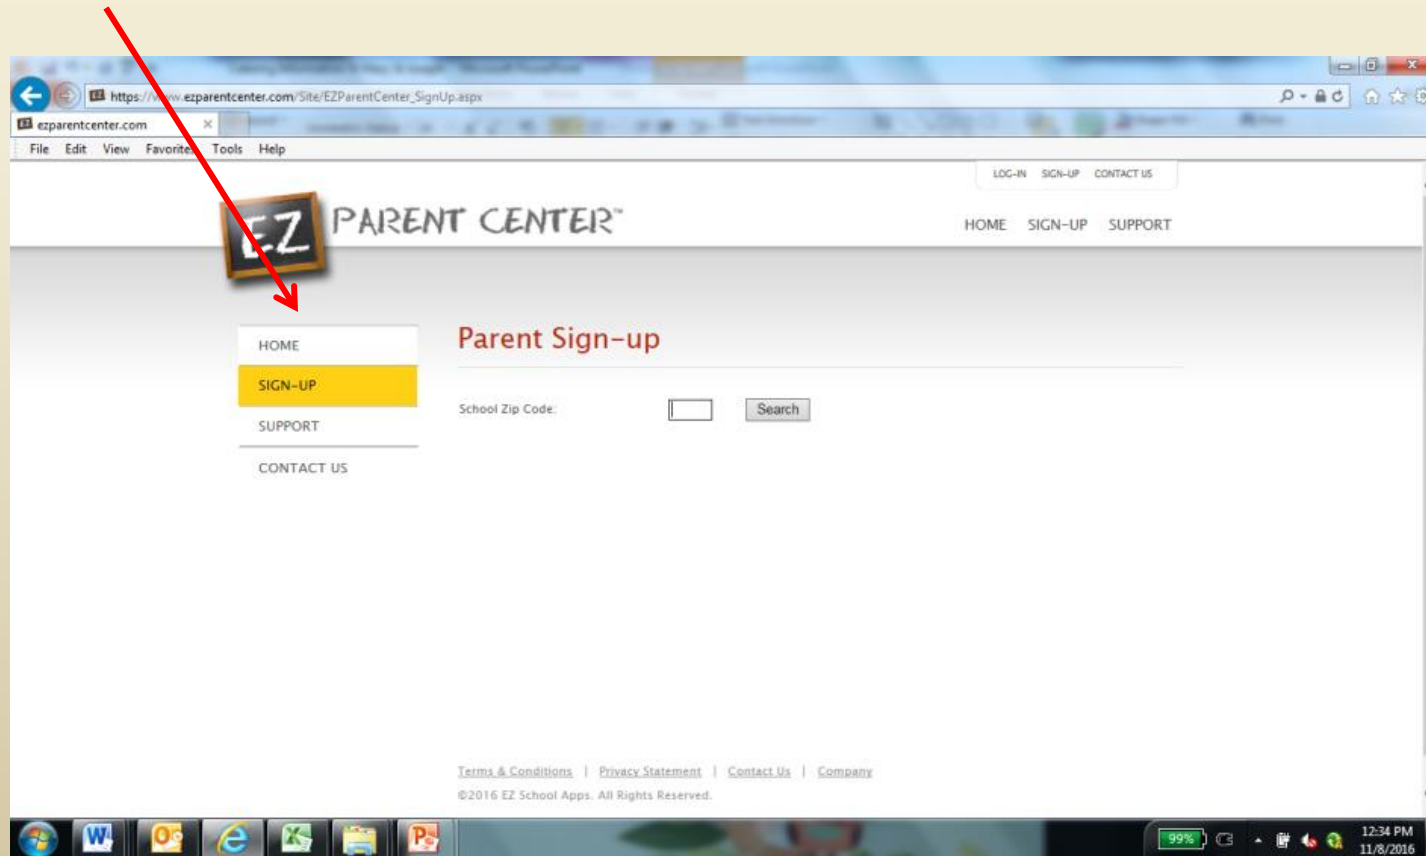 https://www.ezparentcenter.com/Site/EZParentCenter_SignUp.aspx
ezparentcenter.com
File Edit View Favorites Tools Help
LOG-IN SIGN-UP CONTACT US
EZ PARENT CENTER™
HOME SIGN-UP SUPPORT
HOME
Parent Sign-up
SIGN-UP
School Zip Code: Search
SUPPORT
CONTACT US
Terms & Conditions | Privacy Statement | Contact Us | Company
©2016 EZ School Apps. All Rights Reserved.
99%
12:34 PM
11/8/2016